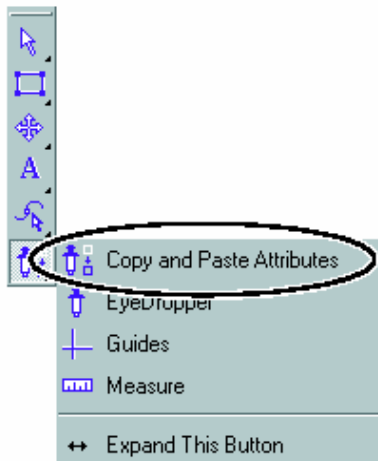 A
Copy and Paste Attributes
EyeDropper
Guides
Measure
Expand This Button